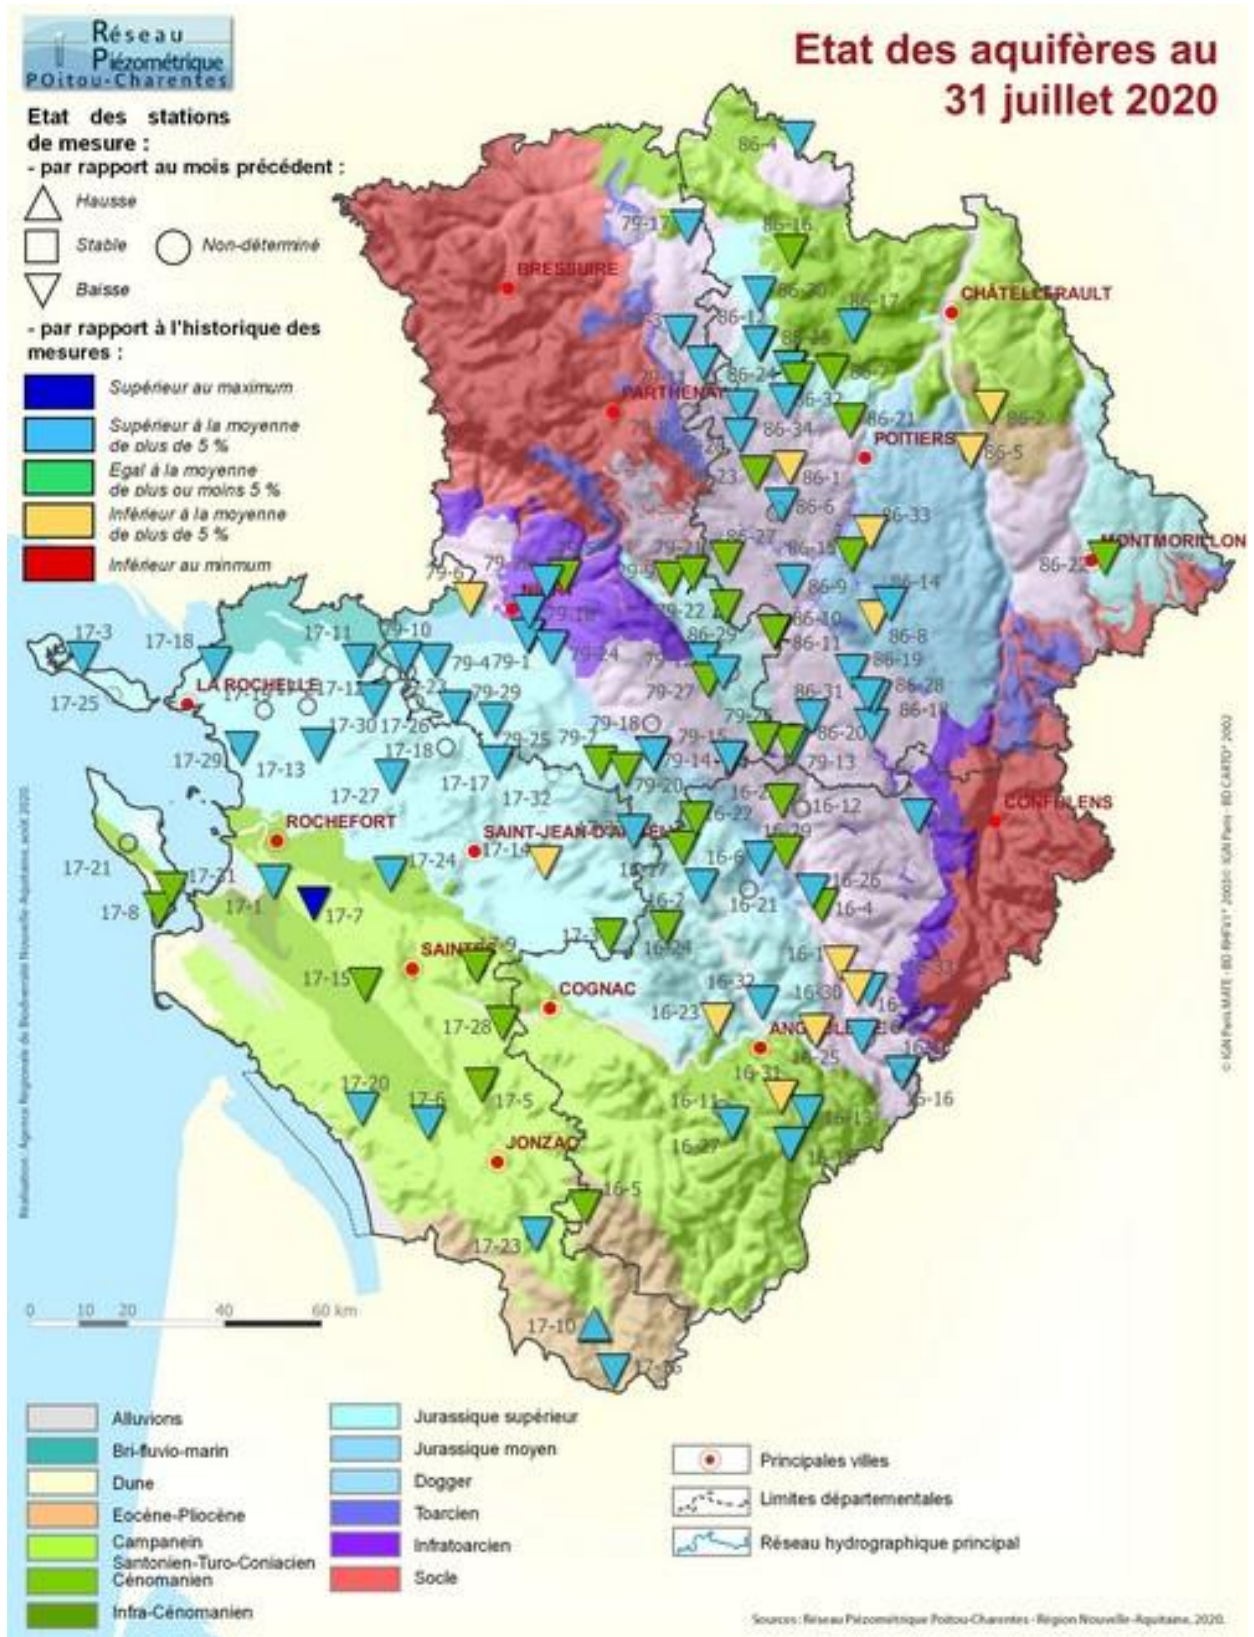 Réseau
Piézométrique
POitou-Charentes
Etat des aquifères au
31 juillet 2020
Etat des stations
de mesure :
- par rapport au mois précédent :
Hausse
Stable
Non-déterminé
Baisse
- par rapport à l'historique des
mesures :
Supérieur au maximum
Supérieur à la moyenne
de plus de 5 %
Egal à la moyenne
de plus ou moins 5 %
Inférieur à la moyenne
de plus de 5 %
Inférieur au minmum
86-4
79-17
86-16
BRESSUIRE
86-17
CHÂTELLERAULT
86-24
PARTHENAY
86-32
86-21
86-2
86-34
POITIERS
86-5
86-1
86-6
86-33
86-27
86-15
MONTMORILLON
86-22
79-6
86-9
86-14
79-22
86-10
86-11
86-8
86-29
17-3
17-18
17-11
79-10
79-4
79-1
79-24
86-19
LA ROCHELLE
17-25
79-29
79-27
86-31
86-28
17-30
17-26
79-18
79-15
86-20
17-29
17-13
17-18
79-25
79-14
79-13
17-27
17-17
17-32
79-20
16-12
CONFOLENS
ROCHEFORT
16-22
16-29
17-14
17-21
17-24
16-26
17-1
17-7
16-2
16-21
16-4
17-8
16-24
SAINTES
17-15
COGNAC
16-32
16-30
17-28
16-23
16-25
17-20
17-6
17-5
16-31
16-11
16-16
16-27
JONZAC
16-5
17-23
17-10
0
10
20
40
60 km
Alluvions
Bri-fluvio-marin
Dune
Eocène-Pliocène
Campanein
Santonien-Turo-Coniacien
Cénomanien
Infra-Cénomanien
Jurassique supérieur
Jurassique moyen
Dogger
Toarcien
Infratoarcien
Socle
Principales villes
Limites départementales
Réseau hydrographique principal
Réalisation: Agence Régionale de Biodiversité Nouvelle-Aquitaine, août 2020.
Sources : Réseau Piézométrique Poitou-Charentes - Région Nouvelle-Aquitaine, 2020.